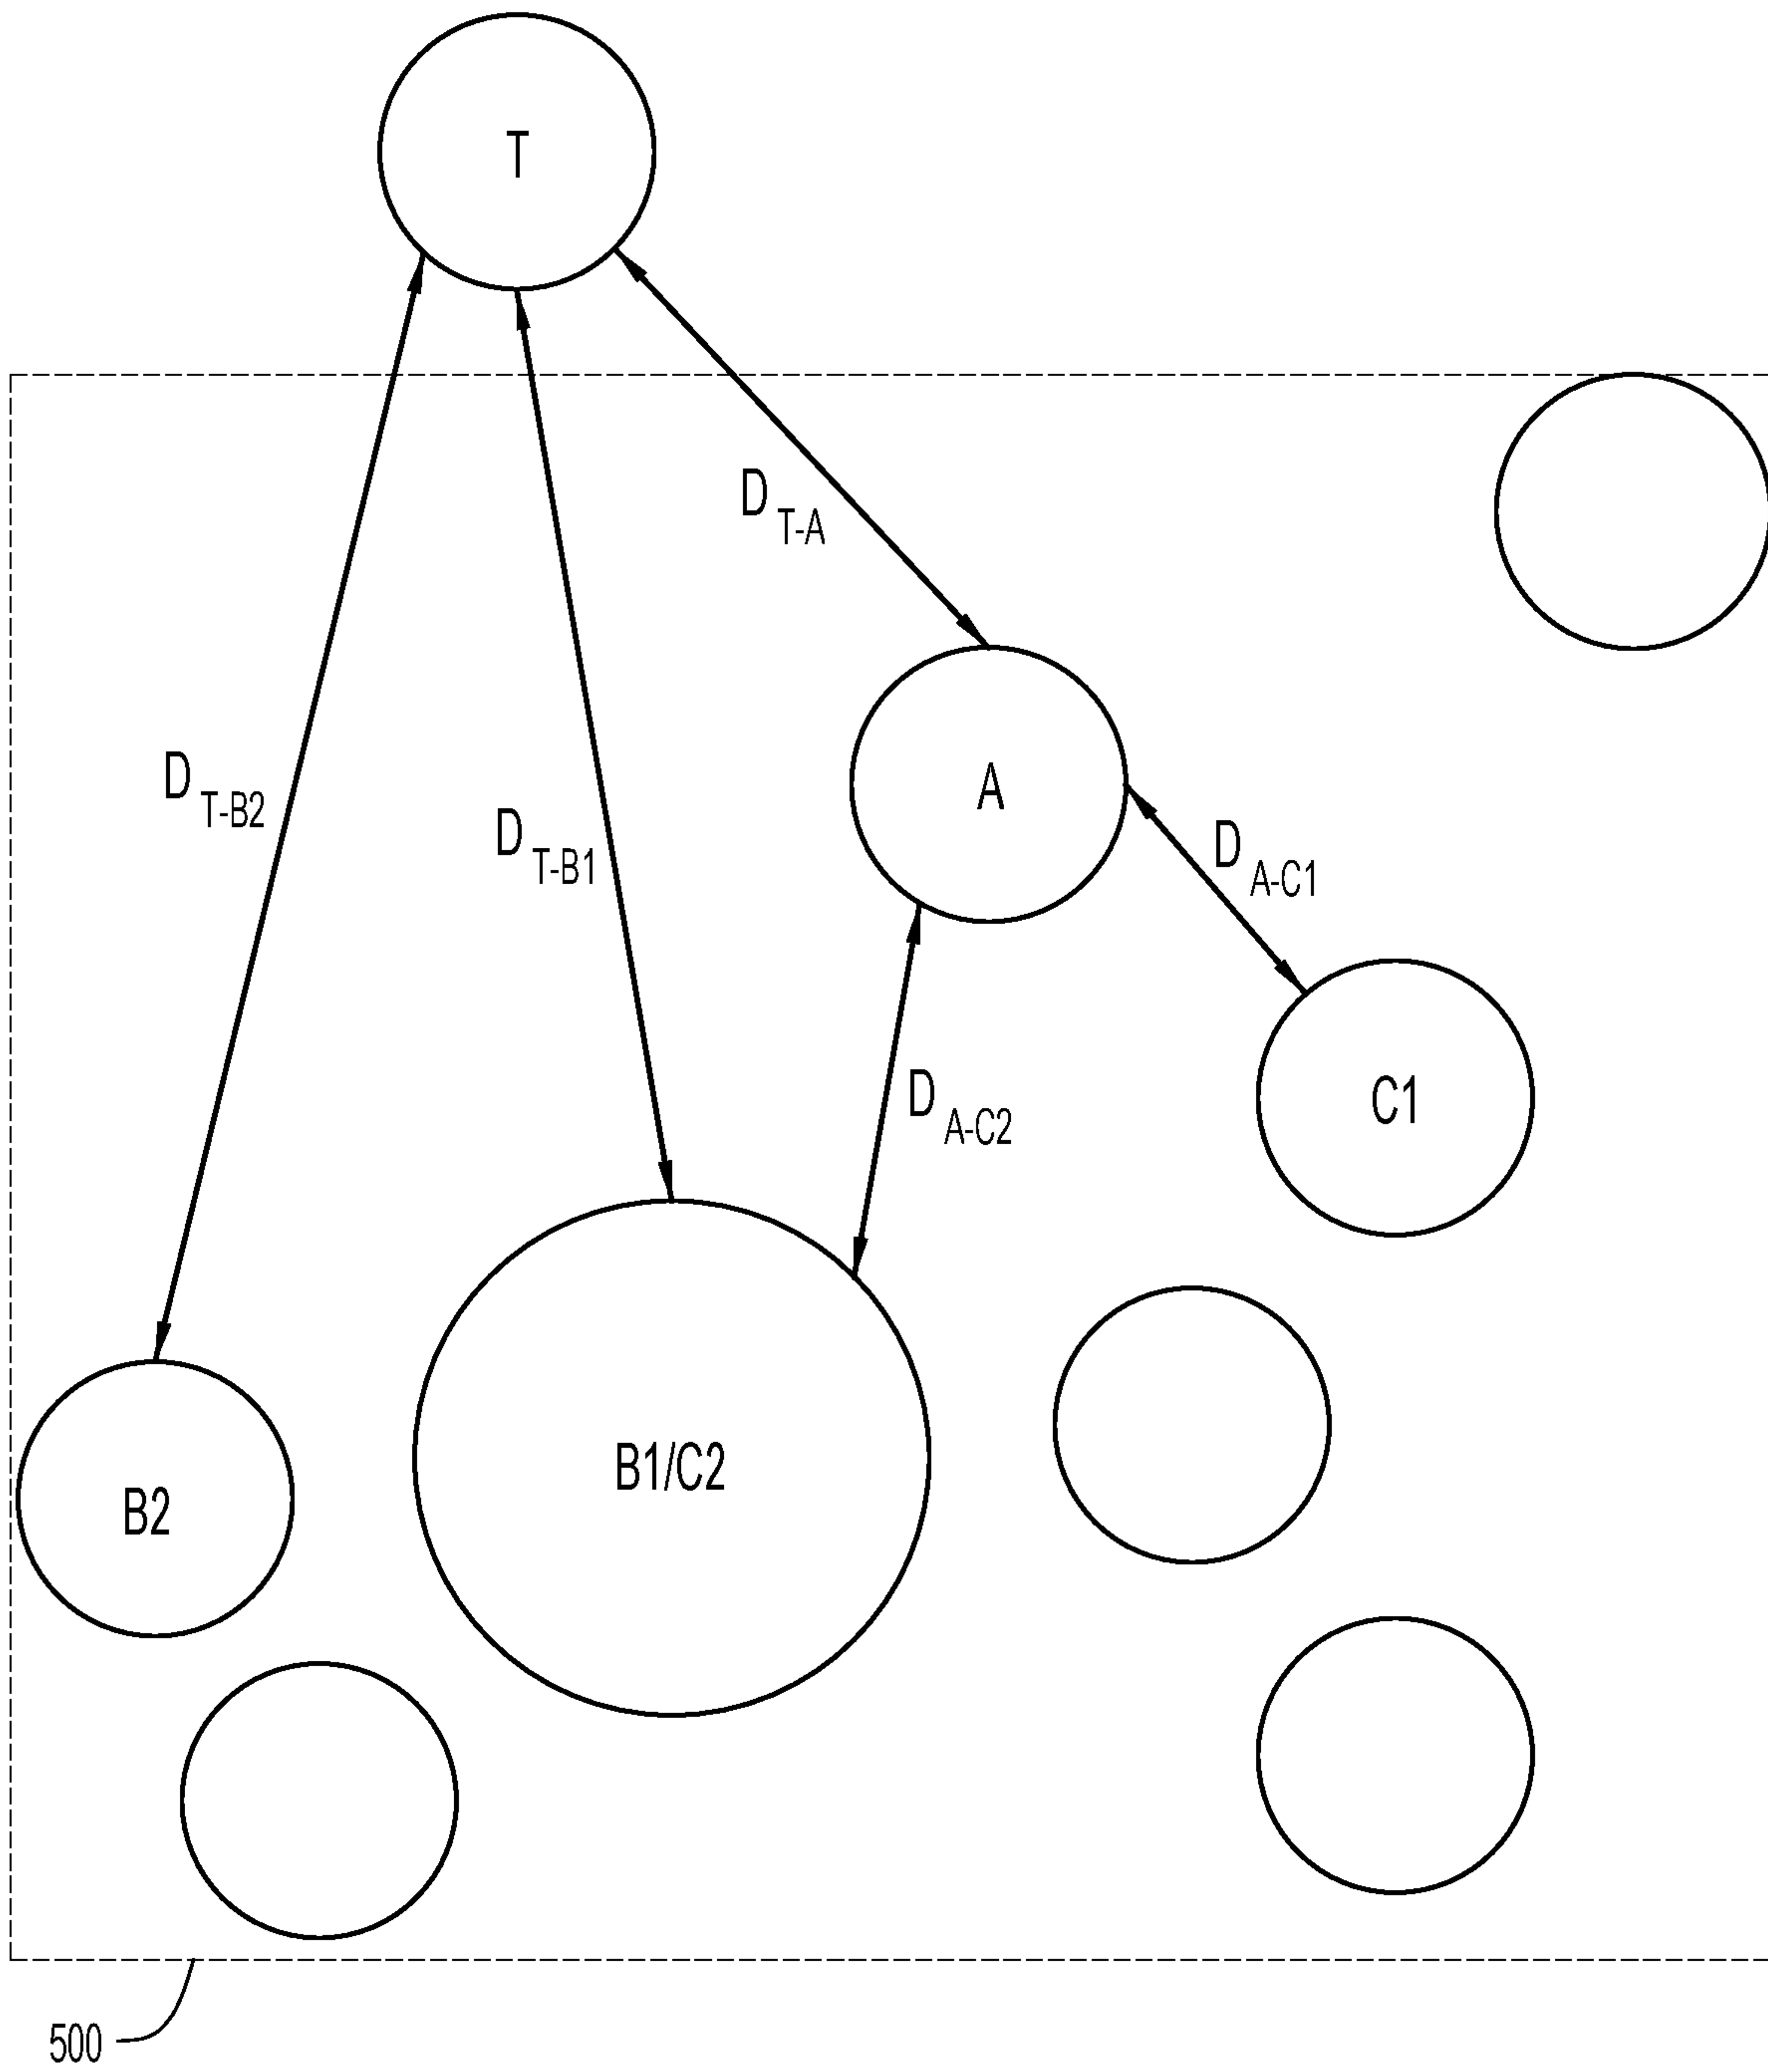 T
D T-A
D T-B2
D T-B1
A
D A-C1
D A-C2
C1
B1/C2
B2
500